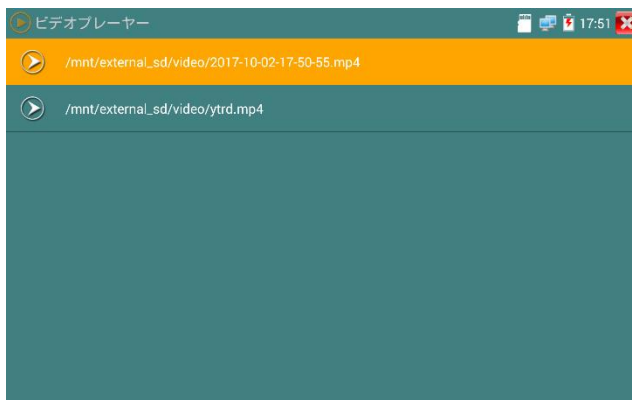 ビデオプレーヤー 17:51
/mnt/external_sd/video/2017-10-02-17-50-55.mp4
/mnt/external_sd/video/ytrd.mp4